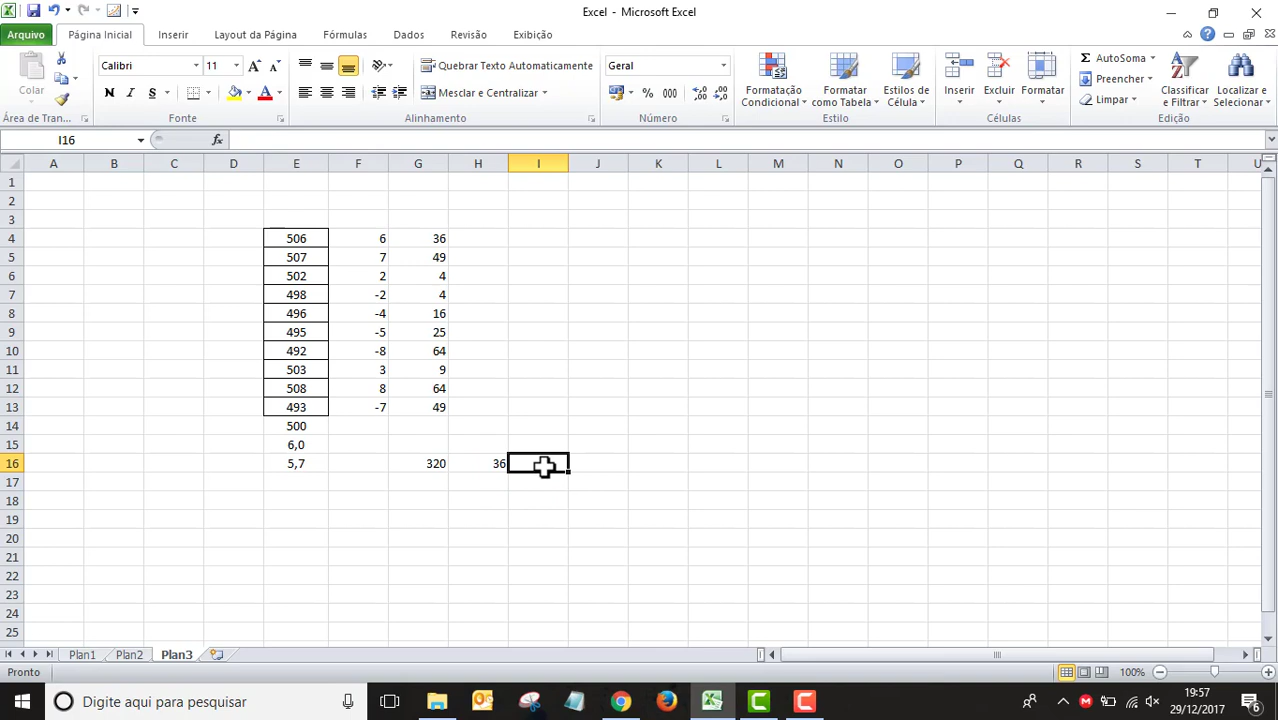 Excel - Microsoft Excel
Arquivo Página Inicial Inserir Layout da Página Fórmulas Dados Revisão Exibição
Colar
Calibri 11
Quebrar Texto Automaticamente
Geral
N I S
Mesclar e Centralizar
% 000
Formatação Condicional
Formatar como Tabela
Estilos de Célula
Inserir Excluir Formatar
Σ AutoSoma
Preencher
Limpar
Classificar e Filtrar
Localizar e Selecionar
Área de Tran... Fonte Alinhamento Número Estilo Células Edição
I16 fx
A B C D E F G H I J K L M N O P Q R S T U
1
2
3
4 506 6 36
5 507 7 49
6 502 2 4
7 498 -2 4
8 496 -4 16
9 495 -5 25
10 492 -8 64
11 503 3 9
12 508 8 64
13 493 -7 49
14 500
15 6,0
16 5,7 320 36
17
18
19
20
21
22
23
24
25
Plan1 Plan2 Plan3
Pronto 100%
Digite aqui para pesquisar
19:57
29/12/2017
6